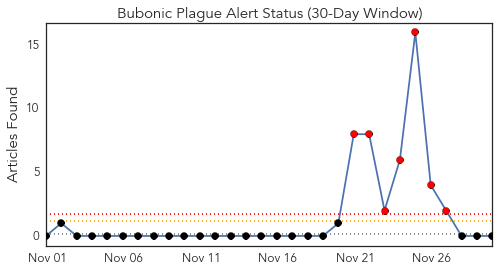 Bubonic Plague Alert Status (30-Day Window)
Articles Found
15
10
5
0
Nov 01 Nov 06 Nov 11 Nov 16 Nov 21 Nov 26